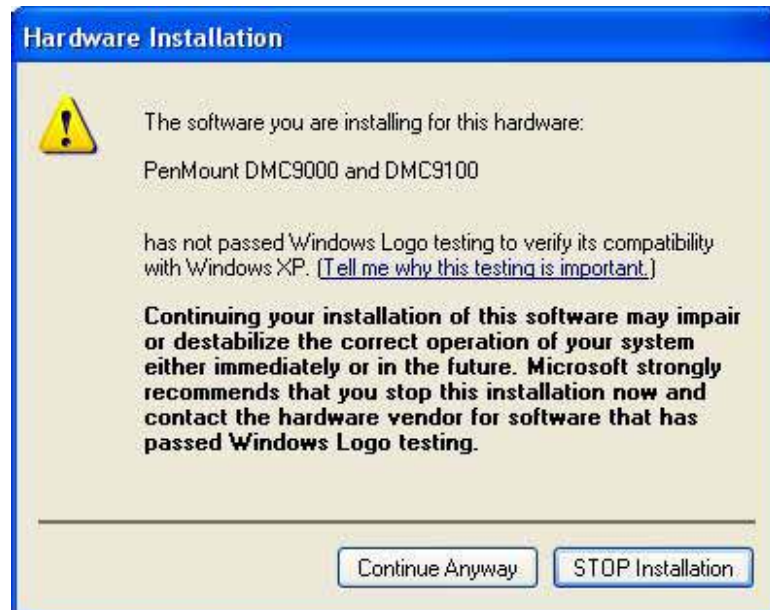 Hardware Installation
The software you are installing for this hardware:
PenMount DMC9000 and DMC9100
has not passed Windows Logo testing to verify its compatibility
with Windows XP. (Tell me why this testing is important.)
Continuing your installation of this software may impair
or destabilize the correct operation of your system
either immediately or in the future. Microsoft strongly
recommends that you stop this installation now and
contact the hardware vendor for software that has
passed Windows Logo testing.
Continue Anyway STOP Installation